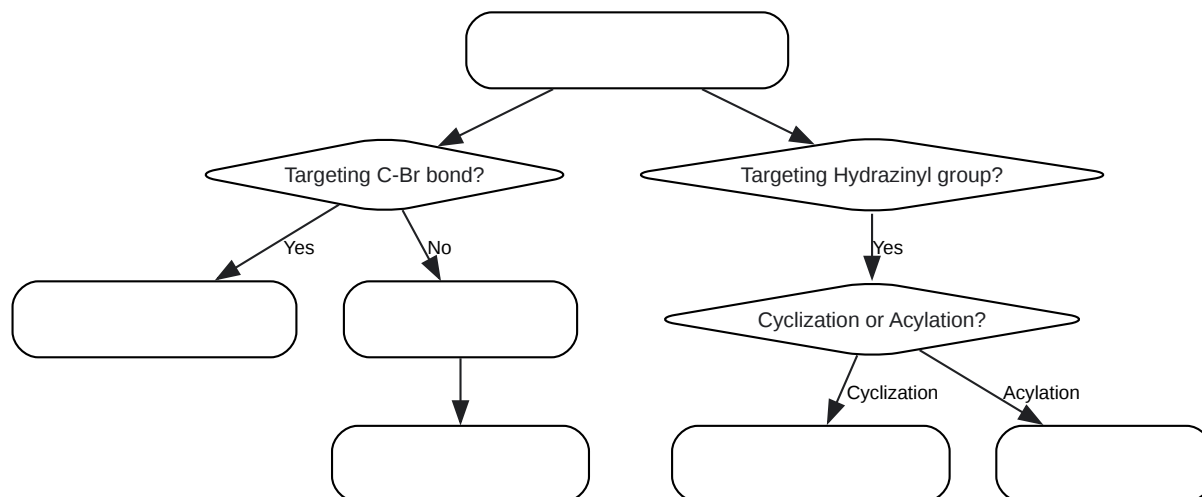 Targeting C-Br bond?
Targeting Hydrazinyl group?
Yes
No
Yes
Cyclization or Acylation?
Cyclization
Acylation